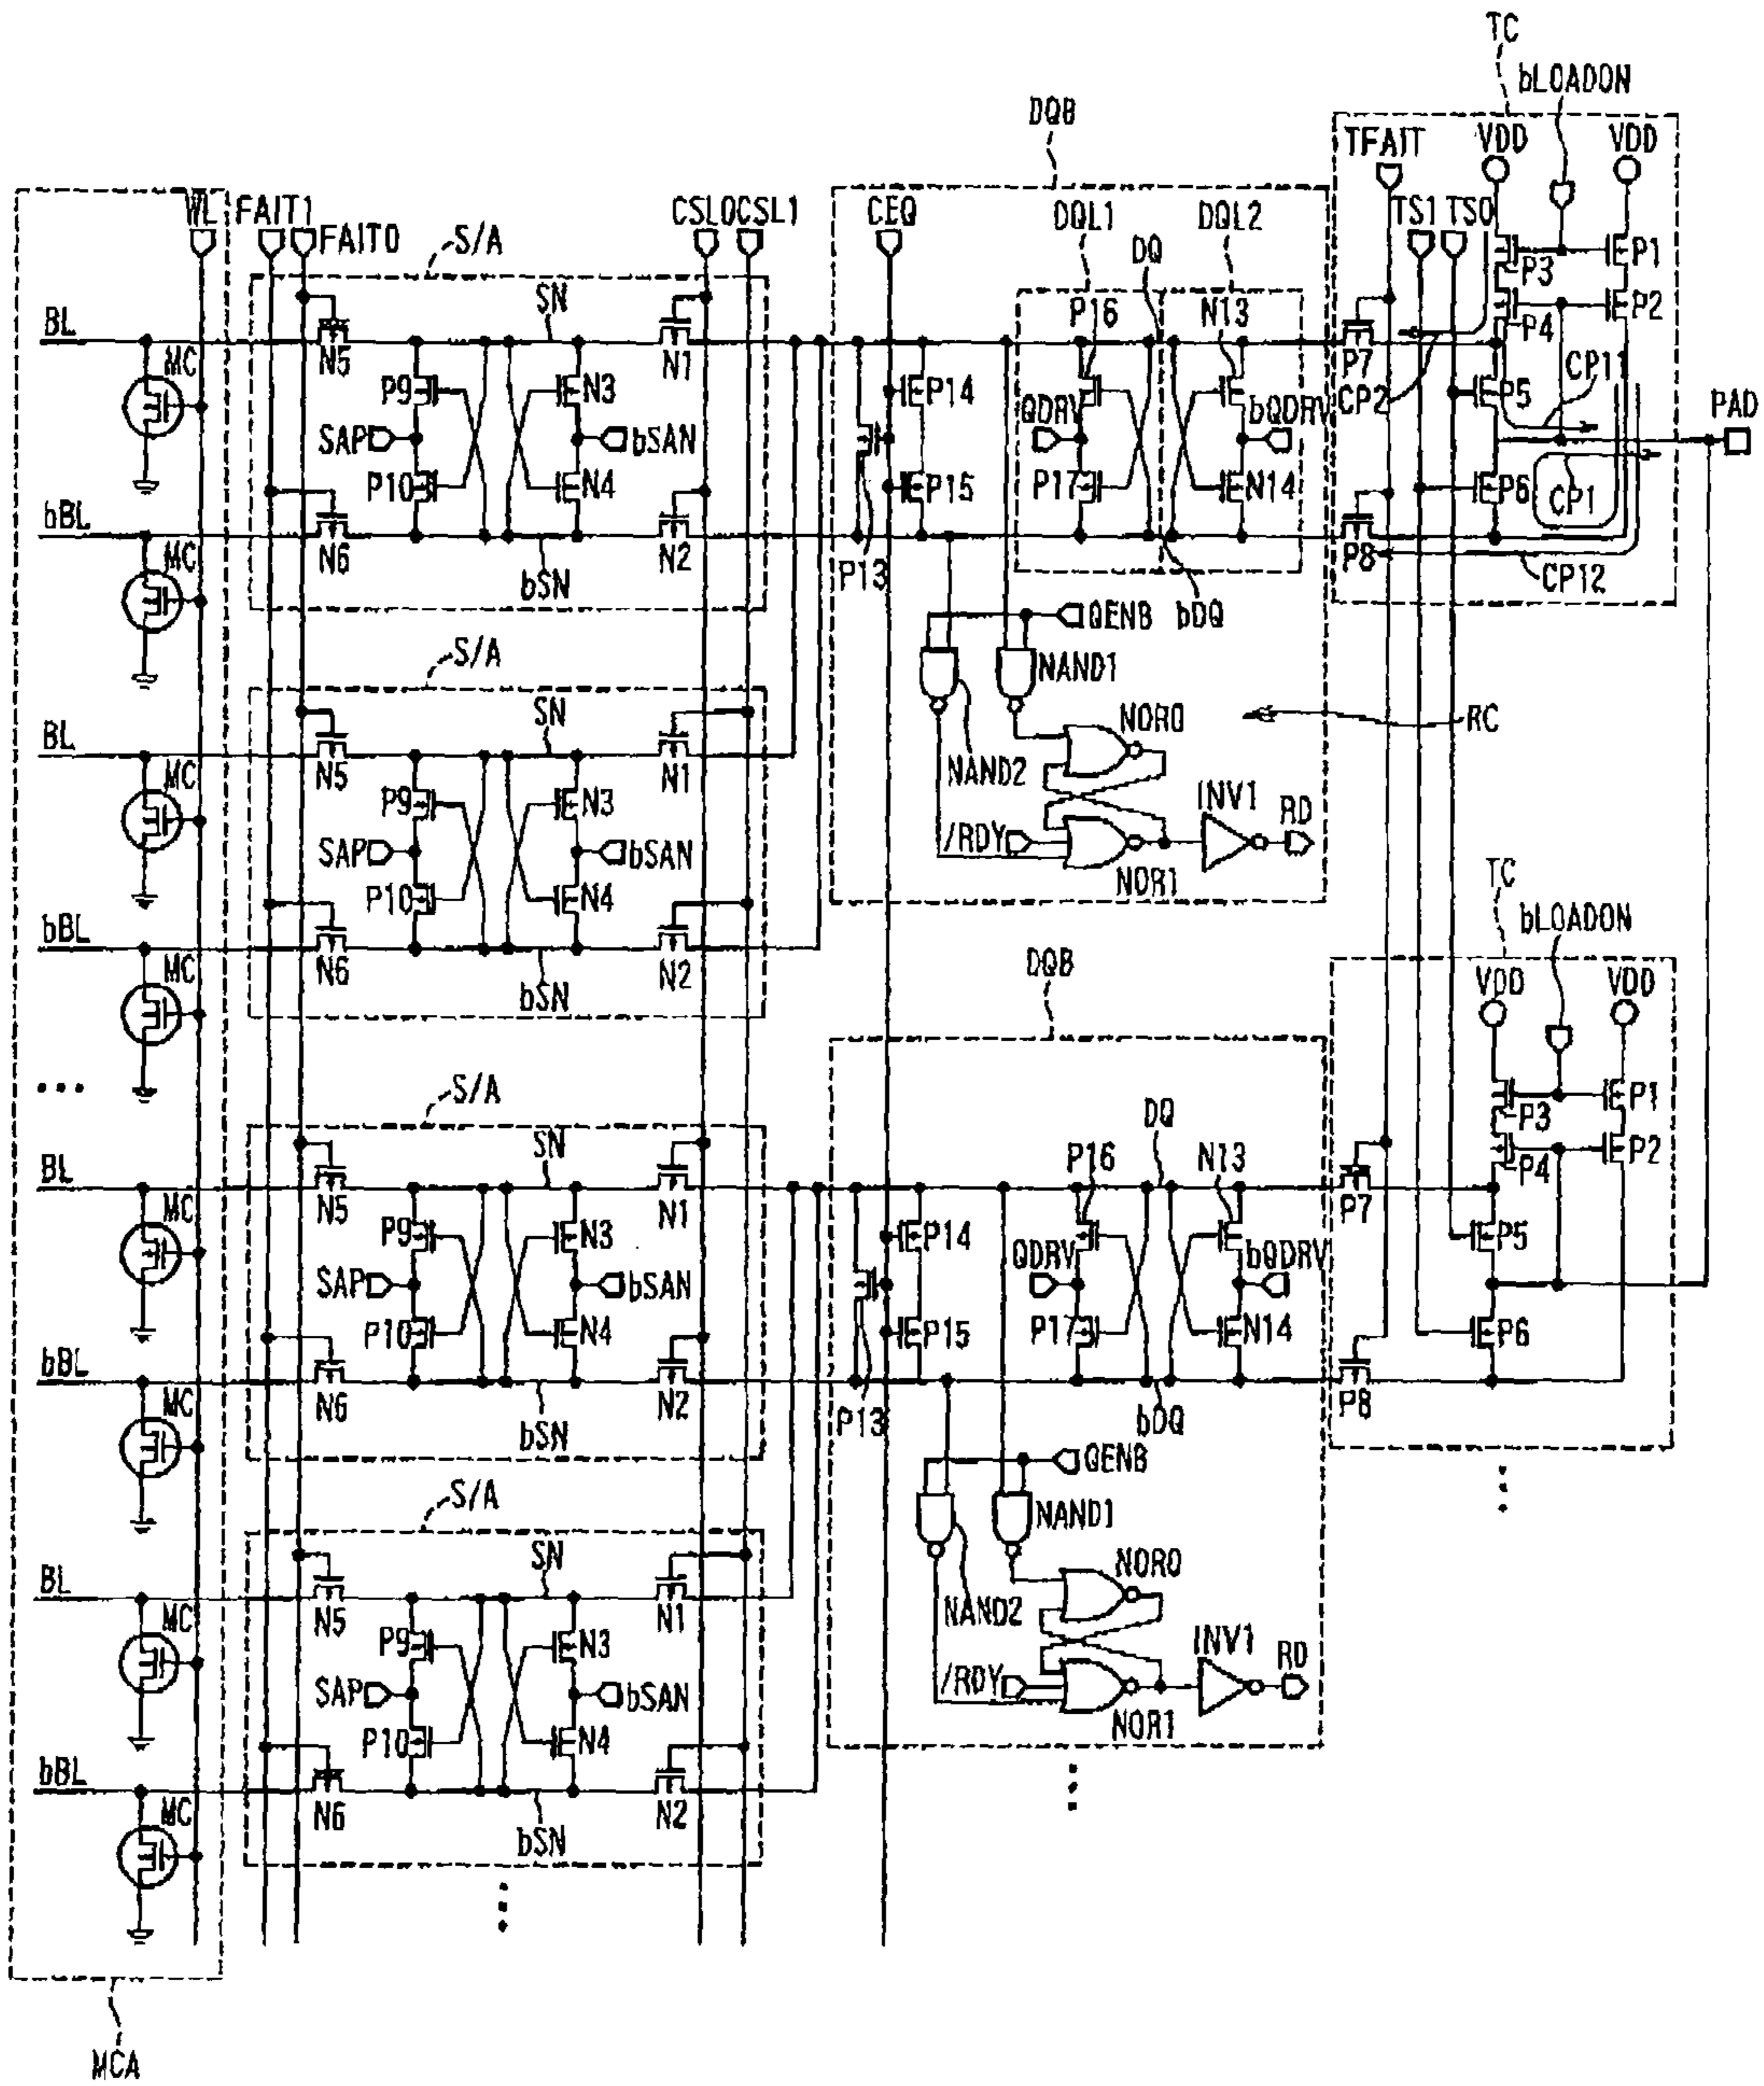 TC
bLOADON
DQB
TFAIT VDD VDD
WL FAIT1 CSL0 CSL1 CEQ DQL1 DQL2 TS1 TS0
FAIT0 S/A DQ
P3 P1
BL SN P16 N13 P4 P2
MC N5 N1 P7 CP11
P9 N3 P14 CP2 P5 PAD
QDRV bQDRV
SAP bSAN
P10 N4 P15 P17 N14 P6 CP1
bBL
MC N6 bSN N2 P13 P8 CP12
QENB bDQ
S/A NAND1
BL SN NOR0 RC
MC N5 N1 NAND2
P9 N3 INV1 RD
SAP bSAN /RDY
P10 N4 NOR1 TC
bLOADON
bBL
MC N6 bSN N2 DQB VDD VDD
...
S/A P3 P1
BL SN P16 DQ N13 P4 P2
MC N5 N1 P7
P9 N3 P14 QDRV bQDRV P5
SAP bSAN
P10 N4 P15 P17 N14 P6
bBL
MC N6 bSN N2 P13 bDQ P8
QENB
S/A NAND1
BL SN NOR0
MC N5 N1 NAND2
P9 N3 INV1 RD
SAP bSAN /RDY
P10 N4 NOR1
bBL
MC N6 bSN N2
MCA